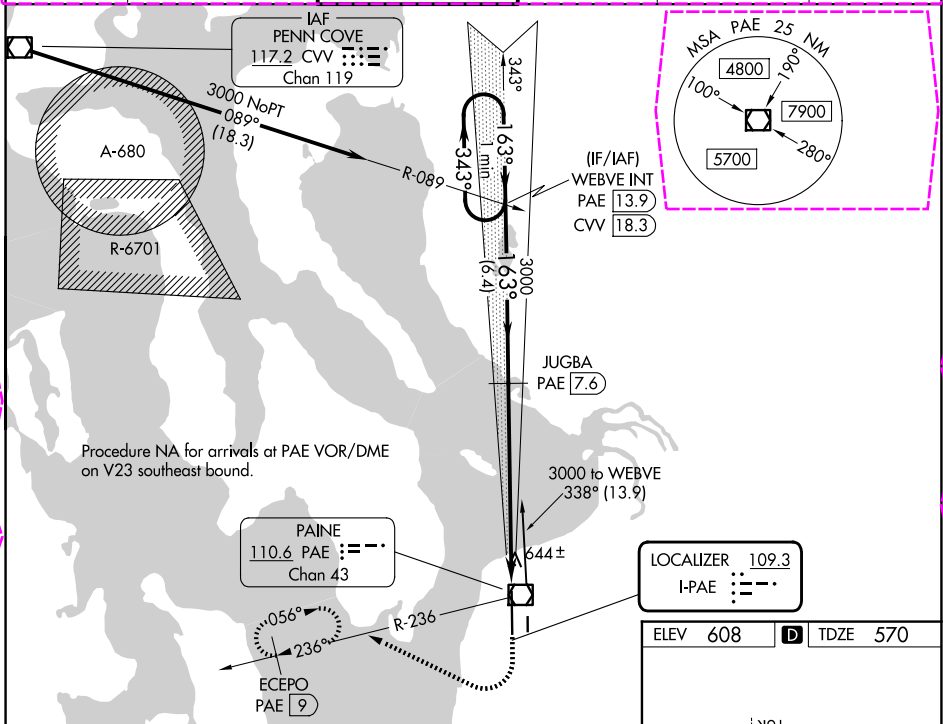 IAF
PENN COVE
117.2 CVV
Chan 119
3000 NoPT
089°
(18.3)
R-089
A-680
R-6701
343°
163°
343°
1 min
163°
3000
(6.4)
(IF/IAF)
WEBVE INT
PAE 13.9
CVV 18.3
MSA PAE 25 NM
4800
190°
100°
7900
5700
280°
JUGBA
PAE 7.6
Procedure NA for arrivals at PAE VOR/DME
on V23 southeast bound.
3000 to WEBVE
338° (13.9)
644±
PAINE
110.6 PAE
Chan 43
LOCALIZER 109.3
I-PAE
R-236
056°
236°
ECEPO
PAE 9
ELEV 608 D TDZE 570